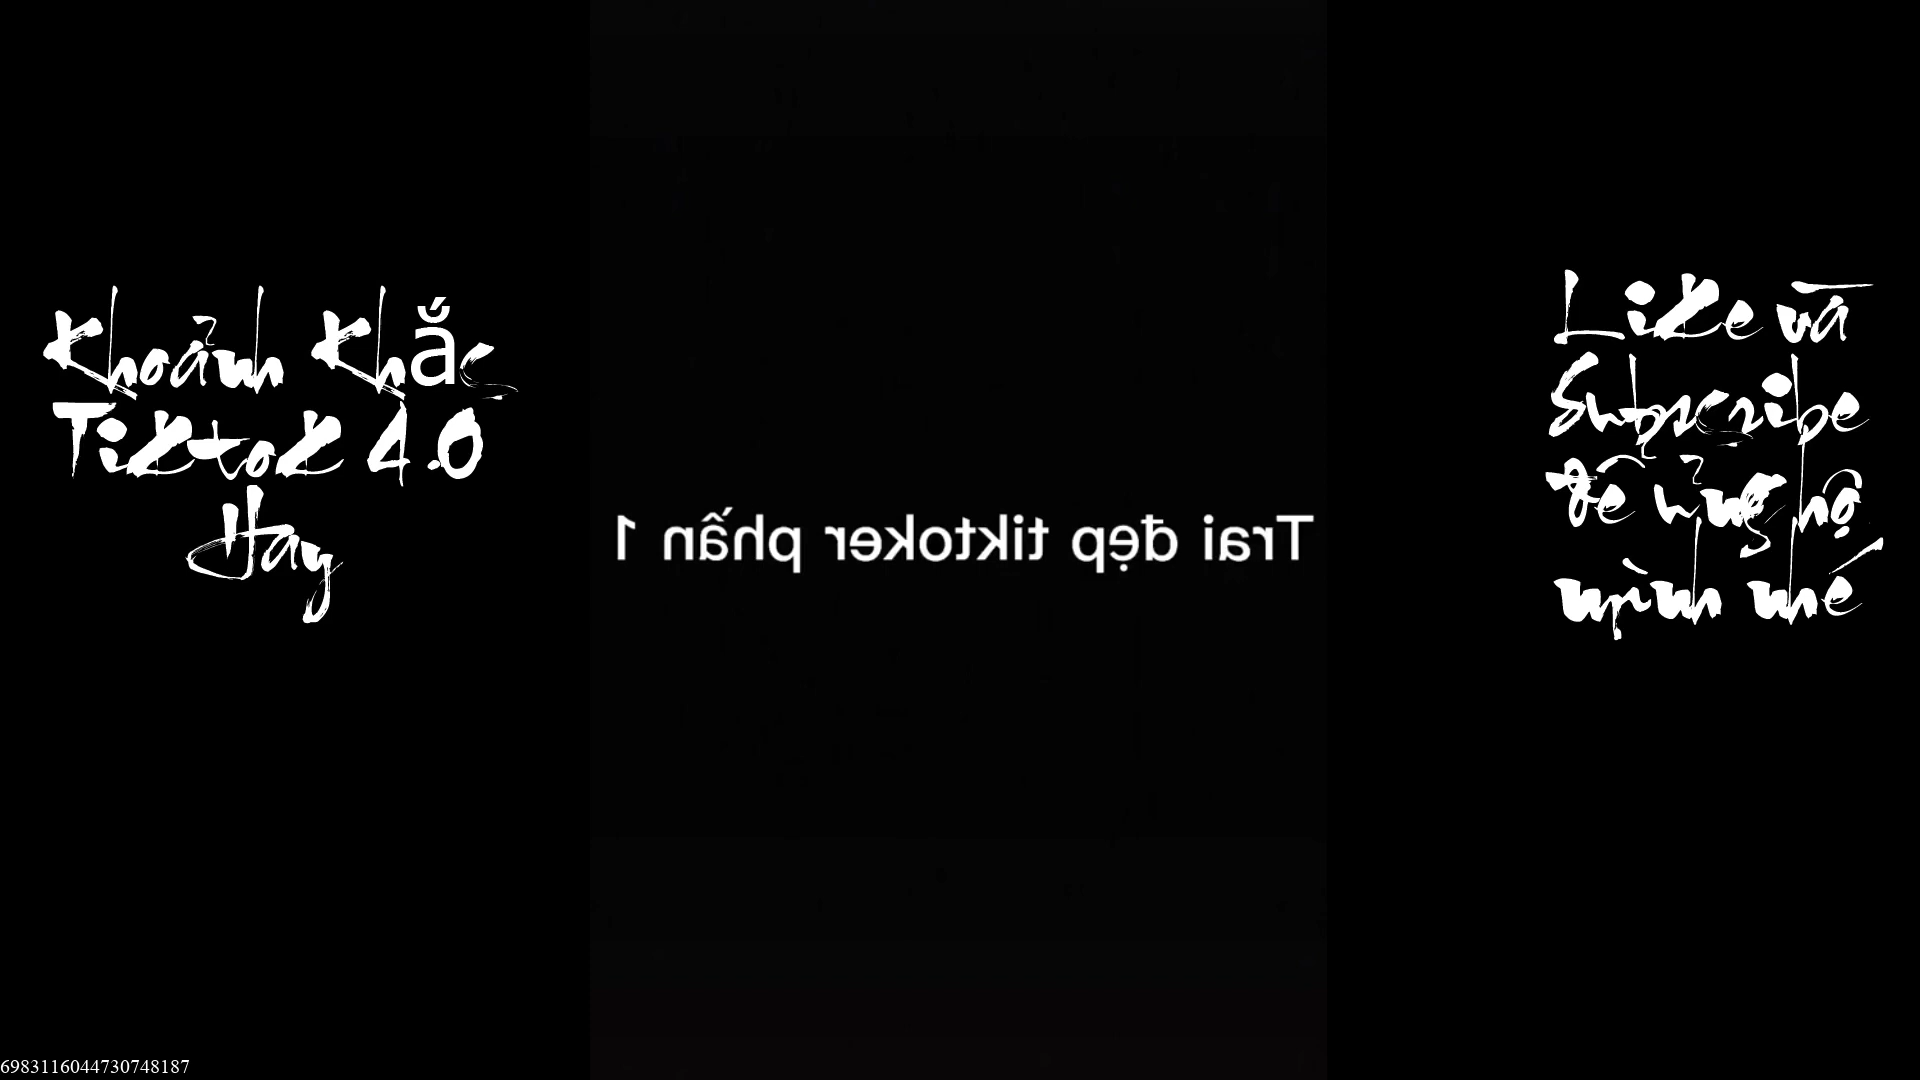 Khoảnh Khắc
Tiktok 4.0
Hay
Trai đẹp tiktoker phần 1
Like và
Subscribe
để ủng hộ
mình nhé
6983116044730748187